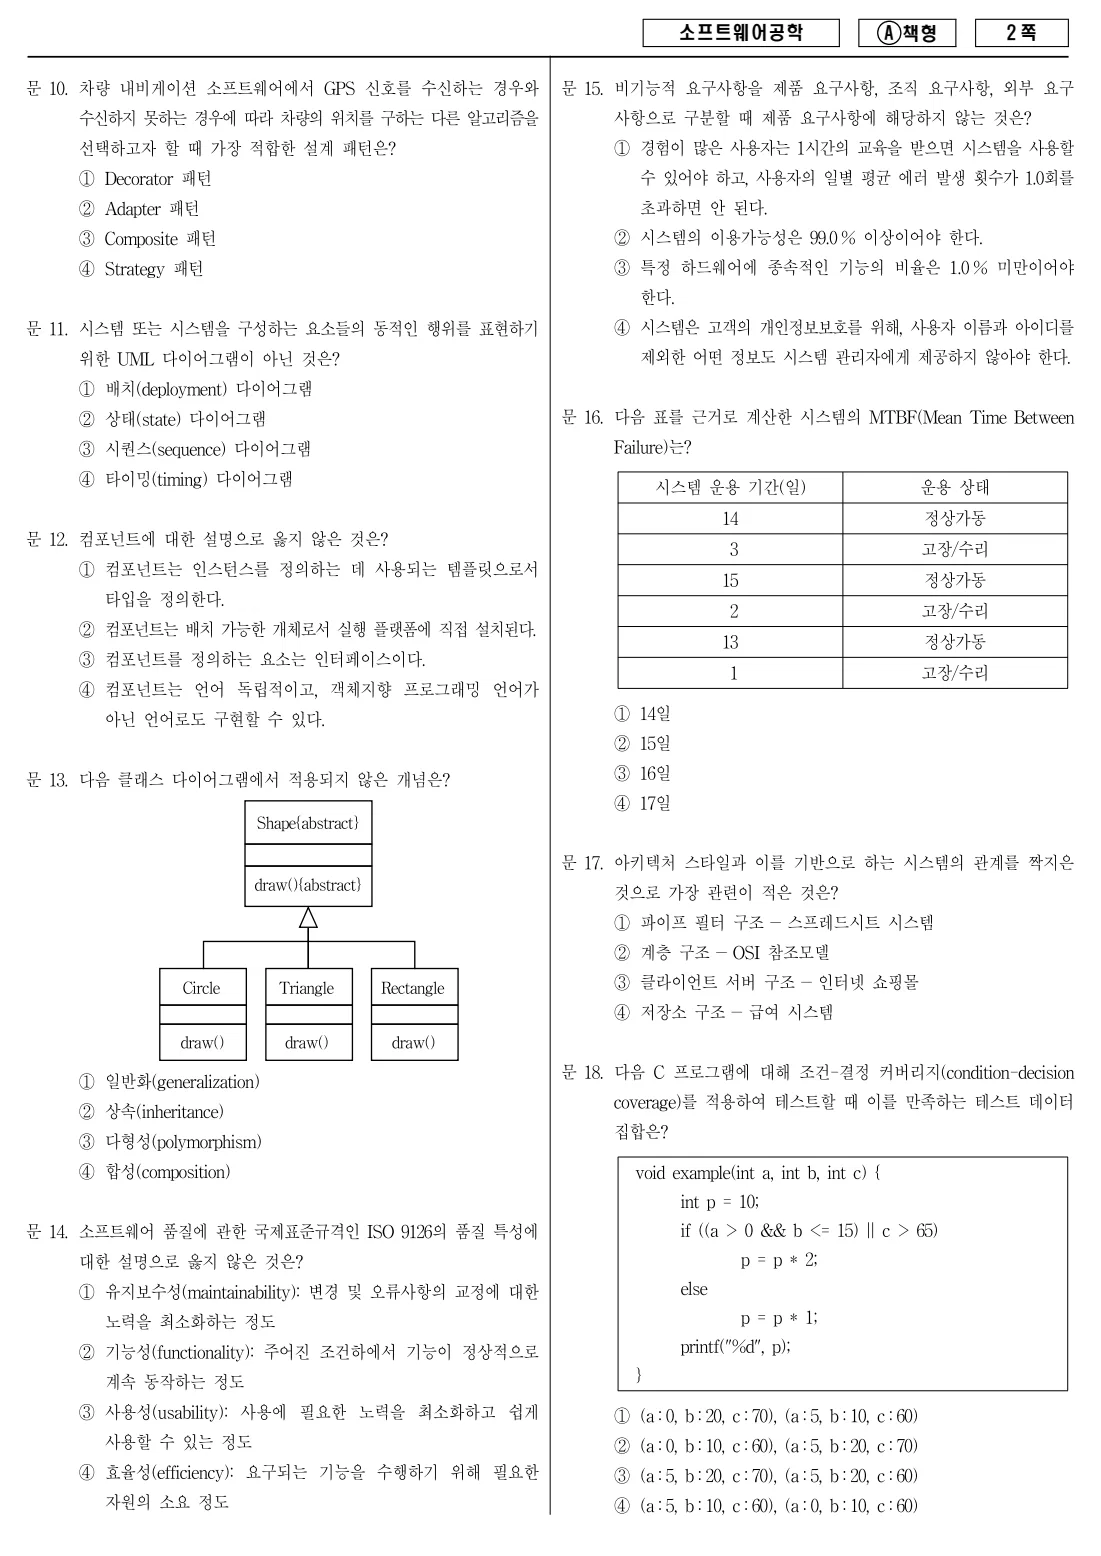 소프트웨어공학 Ⓐ책형 2쪽
문 10. 차량 내비게이션 소프트웨어에서 GPS 신호를 수신하는 경우와
수신하지 못하는 경우에 따라 차량의 위치를 구하는 다른 알고리즘을
선택하고자 할 때 가장 적합한 설계 패턴은?
① Decorator 패턴
② Adapter 패턴
③ Composite 패턴
④ Strategy 패턴
문 11. 시스템 또는 시스템을 구성하는 요소들의 동적인 행위를 표현하기
위한 UML 다이어그램이 아닌 것은?
① 배치(deployment) 다이어그램
② 상태(state) 다이어그램
③ 시퀀스(sequence) 다이어그램
④ 타이밍(timing) 다이어그램
문 12. 컴포넌트에 대한 설명으로 옳지 않은 것은?
① 컴포넌트는 인스턴스를 정의하는 데 사용되는 템플릿으로서
타입을 정의한다.
② 컴포넌트는 배치 가능한 개체로서 실행 플랫폼에 직접 설치된다.
③ 컴포넌트를 정의하는 요소는 인터페이스이다.
④ 컴포넌트는 언어 독립적이고, 객체지향 프로그래밍 언어가
아닌 언어로도 구현할 수 있다.
문 13. 다음 클래스 다이어그램에서 적용되지 않은 개념은?
Shape{abstract}
draw(){abstract}
Circle Triangle Rectangle
draw() draw() draw()
① 일반화(generalization)
② 상속(inheritance)
③ 다형성(polymorphism)
④ 합성(composition)
문 14. 소프트웨어 품질에 관한 국제표준규격인 ISO 9126의 품질 특성에
대한 설명으로 옳지 않은 것은?
① 유지보수성(maintainability): 변경 및 오류사항의 교정에 대한
노력을 최소화하는 정도
② 기능성(functionality): 주어진 조건하에서 기능이 정상적으로
계속 동작하는 정도
③ 사용성(usability): 사용에 필요한 노력을 최소화하고 쉽게
사용할 수 있는 정도
④ 효율성(efficiency): 요구되는 기능을 수행하기 위해 필요한
자원의 소요 정도
문 15. 비기능적 요구사항을 제품 요구사항, 조직 요구사항, 외부 요구
사항으로 구분할 때 제품 요구사항에 해당하지 않는 것은?
① 경험이 많은 사용자는 1시간의 교육을 받으면 시스템을 사용할
수 있어야 하고, 사용자의 일별 평균 에러 발생 횟수가 1.0회를
초과하면 안 된다.
② 시스템의 이용가능성은 99.0 % 이상이어야 한다.
③ 특정 하드웨어에 종속적인 기능의 비율은 1.0 % 미만이어야
한다.
④ 시스템은 고객의 개인정보보호를 위해, 사용자 이름과 아이디를
제외한 어떤 정보도 시스템 관리자에게 제공하지 않아야 한다.
문 16. 다음 표를 근거로 계산한 시스템의 MTBF(Mean Time Between
Failure)는?
시스템 운용 기간(일) 운용 상태
14 정상가동
3 고장/수리
15 정상가동
2 고장/수리
13 정상가동
1 고장/수리
① 14일
② 15일
③ 16일
④ 17일
문 17. 아키텍처 스타일과 이를 기반으로 하는 시스템의 관계를 짝지은
것으로 가장 관련이 적은 것은?
① 파이프 필터 구조 – 스프레드시트 시스템
② 계층 구조 – OSI 참조모델
③ 클라이언트 서버 구조 – 인터넷 쇼핑몰
④ 저장소 구조 – 급여 시스템
문 18. 다음 C 프로그램에 대해 조건-결정 커버리지(condition-decision
coverage)를 적용하여 테스트할 때 이를 만족하는 테스트 데이터
집합은?
void example(int a, int b, int c) {
int p = 10;
if ((a > 0 && b <= 15) || c > 65)
p = p * 2;
else
p = p * 1;
printf("%d", p);
}
① (a : 0, b : 20, c : 70), (a : 5, b : 10, c : 60)
② (a : 0, b : 10, c : 60), (a : 5, b : 20, c : 70)
③ (a : 5, b : 20, c : 70), (a : 5, b : 20, c : 60)
④ (a : 5, b : 10, c : 60), (a : 0, b : 10, c : 60)